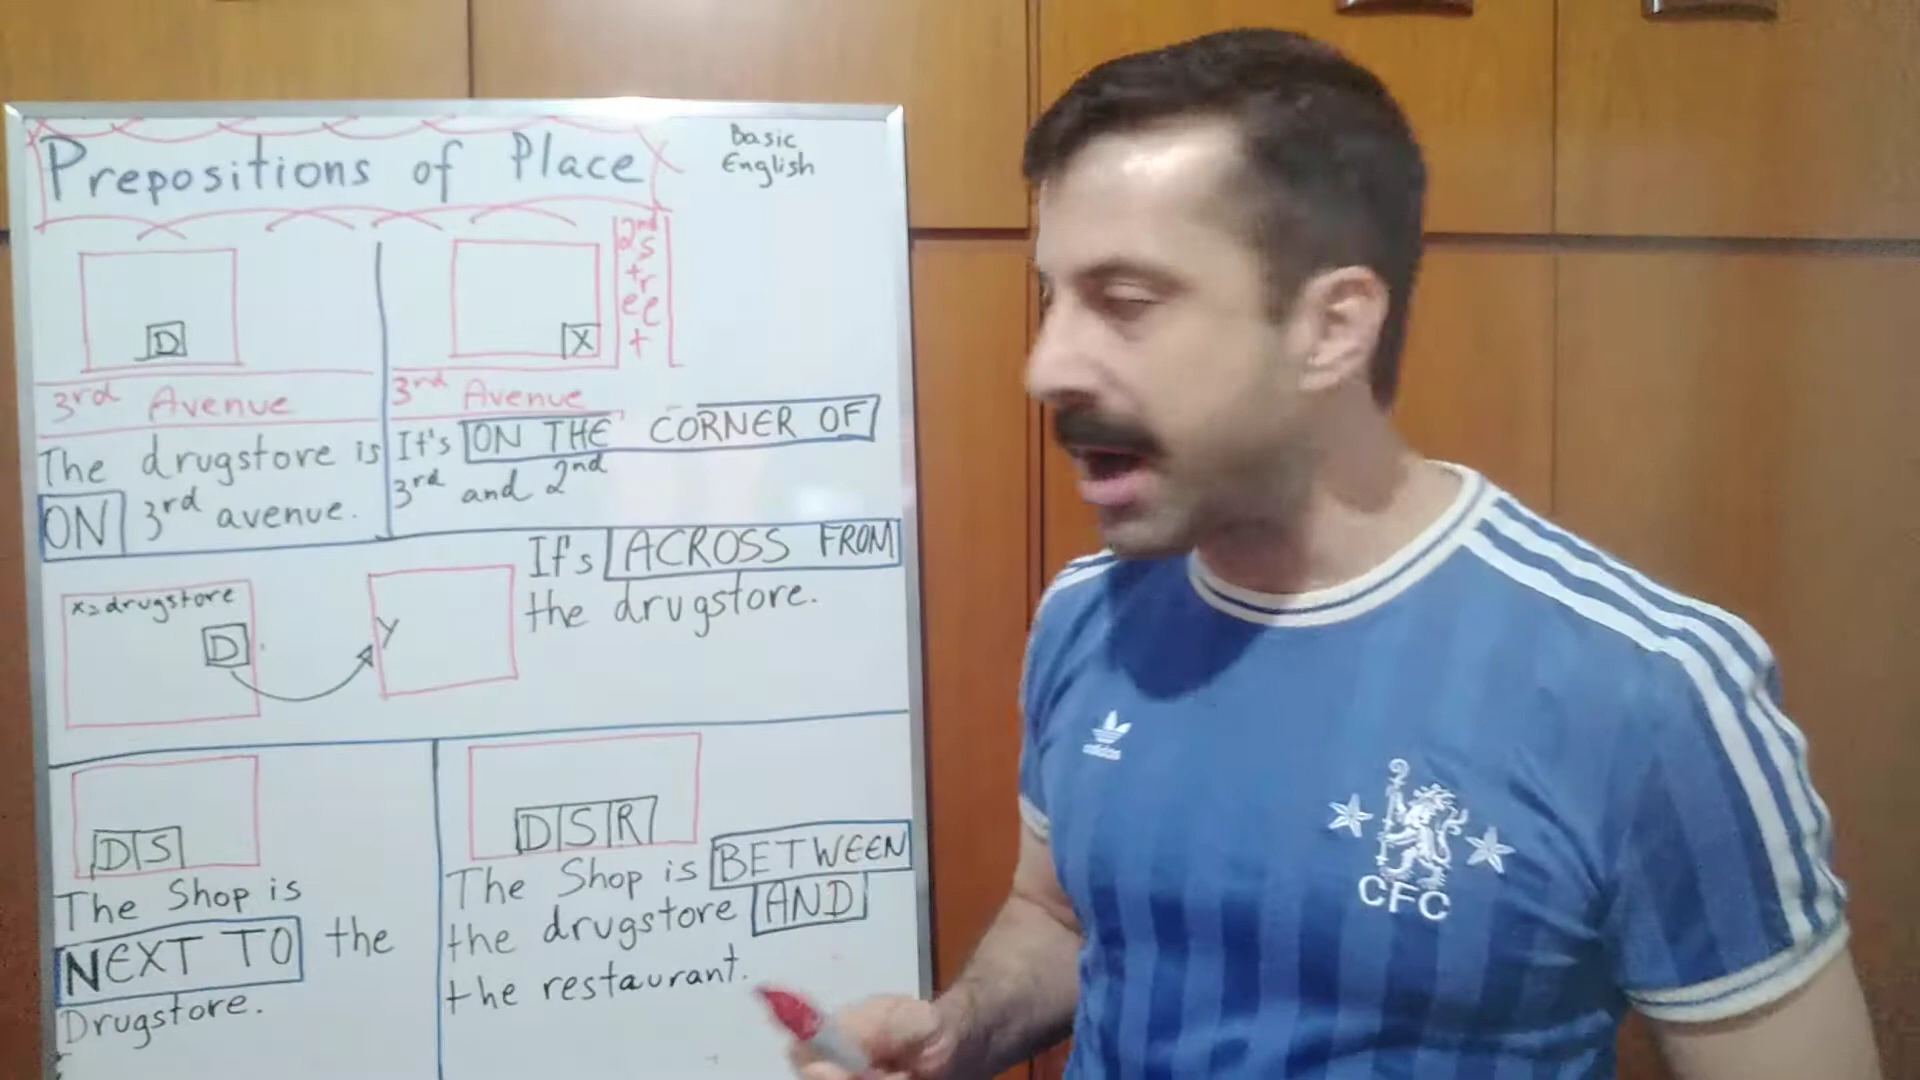 Prepositions of Place
Basic
English
D
3rd Avenue
The drugstore is
ON 3rd avenue.
X
2nd
S
tr
ee
t
3rd Avenue
It's ON THE CORNER OF
3rd and 2nd
x=drugstore
D
Y
It's ACROSS FROM
the drugstore.
D S
The Shop is
NEXT TO the
Drugstore.
D S R
The Shop is BETWEEN
the drugstore AND
the restaurant.
adidas
CFC